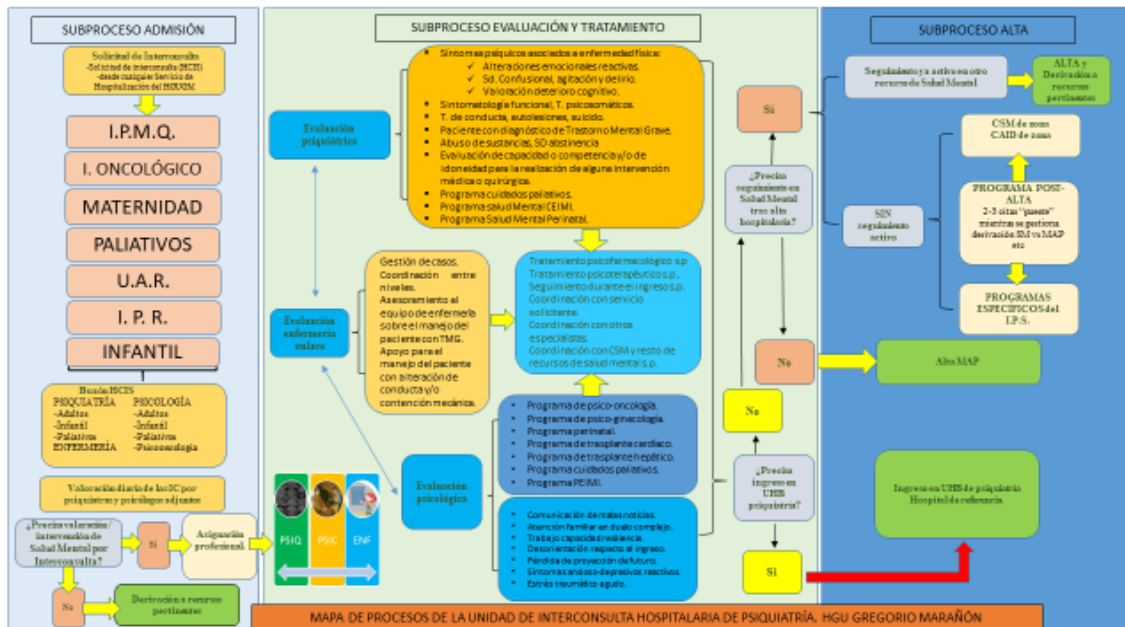 SUBPROCESO ADMISIÓN
Solicitud de Interconsulta
-Solicitud de interconsulta (HCIS)
-desde cualquier Servicio de
Hospitalización del HGUGM
I.P.M.Q.
I. ONCOLÓGICO
MATERNIDAD
PALIATIVOS
U.A.R.
I. P. R.
INFANTIL
Buzón HCIS
PSIQUIATRÍA PSICOLOGÍA
-Adultos -Adultos
-Infantil -Infantil
-Paliativos -Paliativos
ENFERMERÍA -Psicooncología
Valoración diaria de las IC por
psiquiatras y psicólogos adjuntos
¿Precisa valoración/
intervención de
Salud Mental por
Interconsulta?
Sí
Asignación
profesional.
No
Derivación a recursos
pertinentes
SUBPROCESO EVALUACIÓN Y TRATAMIENTO
Evaluación
psiquiátrica
Síntomas psíquicos asociados a enfermedad física:
✓ Alteraciones emocionales reactivas.
✓ Sd. Confusional, agitación y delirio.
✓ Valoración deterioro cognitivo.
Sintomatología funcional, T. psicosomáticos.
T. de conducta, autolesiones, suicidio.
Paciente con diagnóstico de Trastorno Mental Grave.
Abuso de sustancias, SD abstinencia
Evaluación de capacidad o competencia y/o de
idoneidad para la realización de alguna intervención
médica o quirúrgica.
Programa cuidados paliativos.
Programa salud Mental CEIMI.
Programa Salud Mental Perinatal.
Evaluación
enfermería
enlace
Gestión de casos.
Coordinación entre
niveles.
Asesoramiento al
equipo de enfermería
sobre el manejo del
paciente con TMG.
Apoyo para el
manejo del paciente
con alteración de
conducta y/o
contención mecánica.
Tratamiento psicofarmacológico s.p
Tratamiento psicoterapéutico s.p..
Seguimiento durante el ingreso s.p.
Coordinación con servicio
solicitante.
Coordinación con otros
especialistas.
Coordinación con CSM y resto de
recursos de salud mental s.p.
Evaluación
psicológica
Programa de psico-oncología.
Programa de psico-ginecología.
Programa perinatal.
Programa de trasplante cardíaco.
Programa de trasplante hepático.
Programa cuidados paliativos.
Programa PEIMI.
Comunicación de malas noticias.
Atención familiar en duelo complejo.
Trabajo capacidad resiliencia.
Desorientación respecto al ingreso.
Pérdida de proyección de futuro.
Síntomas ansioso-depresivos reactivos.
Estrés traumático agudo.
PSIQ PSIC ENF
Sí
¿Precisa
seguimiento en
Salud Mental
tras alta
hospitalaria?
No
No
¿Precisa
ingreso en
UHB
psiquiatría?
Sí
SUBPROCESO ALTA
Seguimiento ya activo en otro
recurso de Salud Mental.
ALTA y
Derivación a
recursos
pertinentes
SIN
seguimiento
activo
CSM de zona
CAID de zona
PROGRAMA POST-
ALTA
2-3 citas "puente"
mientras se gestiona
derivación SM vs MAP
etc
PROGRAMAS
ESPECÍFICOS del
I.P.S.
Alta MAP
Ingreso en UHB de psiquiatría
Hospital de referencia.
MAPA DE PROCESOS DE LA UNIDAD DE INTERCONSULTA HOSPITALARIA DE PSIQUIATRÍA. HGU GREGORIO MARAÑÓN